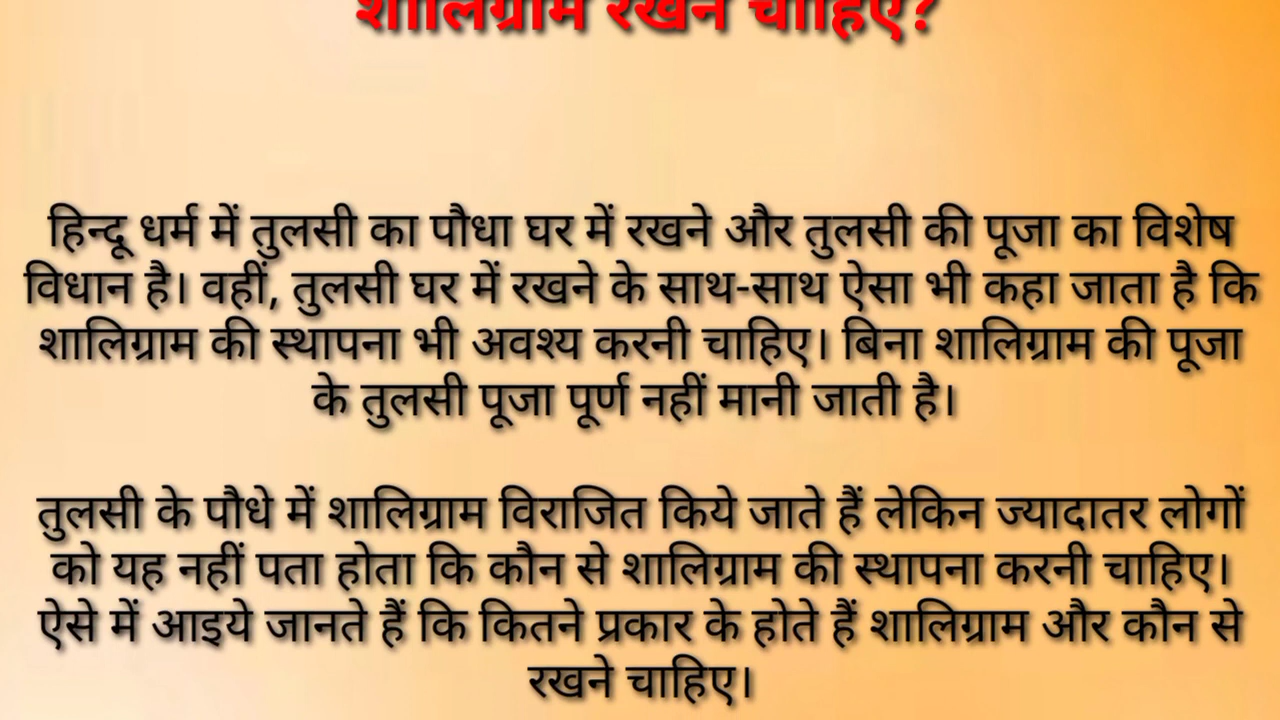 शालिग्राम रखने चाहिए?
हिन्दू धर्म में तुलसी का पौधा घर में रखने और तुलसी की पूजा का विशेष
विधान है। वहीं, तुलसी घर में रखने के साथ-साथ ऐसा भी कहा जाता है कि
शालिग्राम की स्थापना भी अवश्य करनी चाहिए। बिना शालिग्राम की पूजा
के तुलसी पूजा पूर्ण नहीं मानी जाती है।
तुलसी के पौधे में शालिग्राम विराजित किये जाते हैं लेकिन ज्यादातर लोगों
को यह नहीं पता होता कि कौन से शालिग्राम की स्थापना करनी चाहिए।
ऐसे में आइये जानते हैं कि कितने प्रकार के होते हैं शालिग्राम और कौन से
रखने चाहिए।